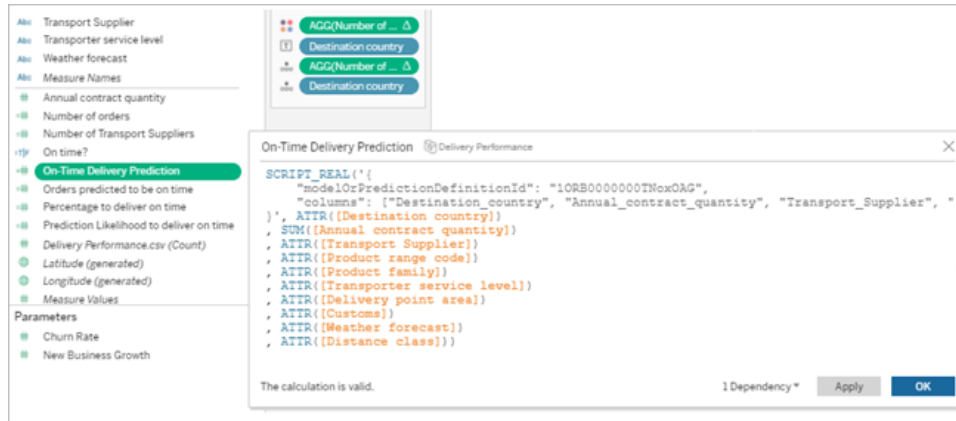 Abc Transport Supplier
Abc Transporter service level
Abc Weather forecast
Abc Measure Names
Annual contract quantity
Number of orders
Number of Transport Suppliers
On time?
On-Time Delivery Prediction
Orders predicted to be on time
Percentage to deliver on time
Prediction Likelihood to deliver on time
Delivery Performance.csv (Count)
Latitude (generated)
Longitude (generated)
Measure Values
Parameters
Churn Rate
New Business Growth
AGG(Number of ... Δ
T Destination country
AGG(Number of ... Δ
Destination country
On-Time Delivery Prediction Delivery Performance
SCRIPT_REAL('{
"modelOrPredictionDefinitionId": "1ORB0000000TNoxOAG",
"columns": ["Destination_country", "Annual_contract_quantity", "Transport_Supplier", "
}', ATTR([Destination country])
, SUM([Annual contract quantity])
, ATTR([Transport Supplier])
, ATTR([Product range code])
, ATTR([Product family])
, ATTR([Transporter service level])
, ATTR([Delivery point area])
, ATTR([Customs])
, ATTR([Weather forecast])
, ATTR([Distance class]))
The calculation is valid.
1 Dependency
Apply
OK